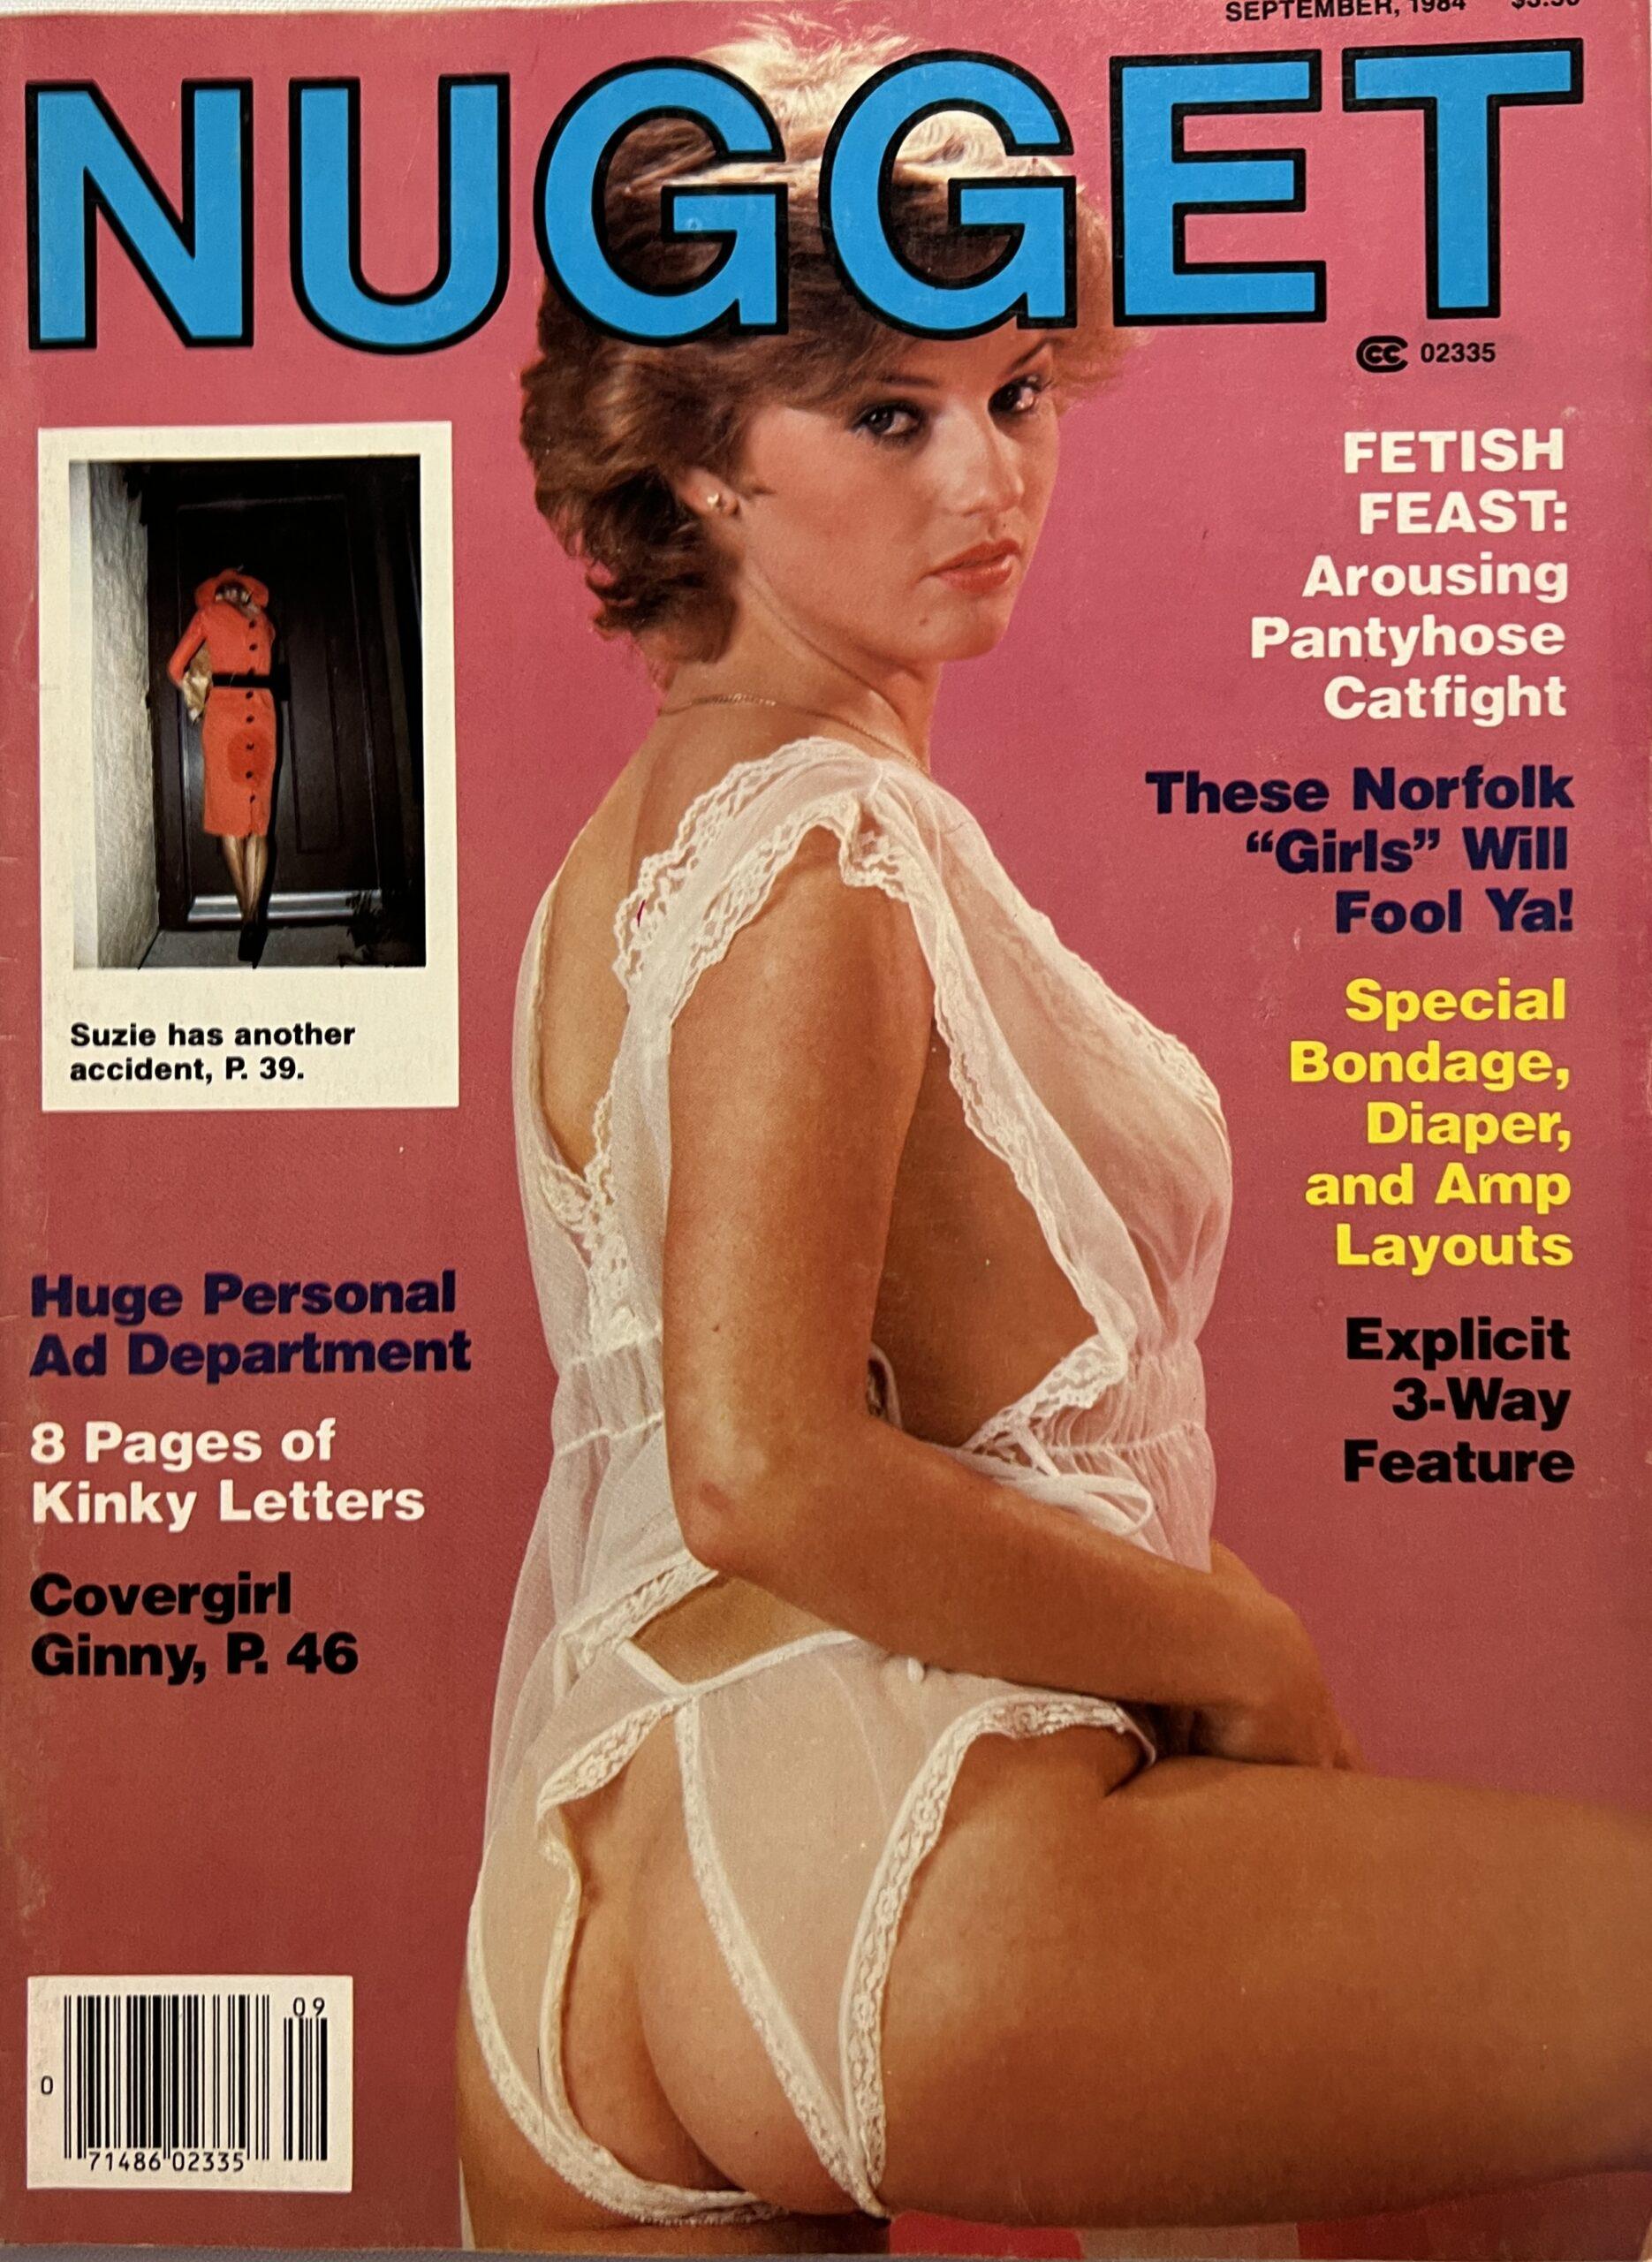 SEPTEMBER, 1984
NUGGET
CC 02335
FETISH
FEAST:
Arousing
Pantyhose
Catfight
These Norfolk
“Girls” Will
Fool Ya!
Special
Bondage,
Diaper,
and Amp
Layouts
Explicit
3-Way
Feature
Suzie has another
accident, P. 39.
Huge Personal
Ad Department
8 Pages of
Kinky Letters
Covergirl
Ginny, P. 46
09
0
71486 02335